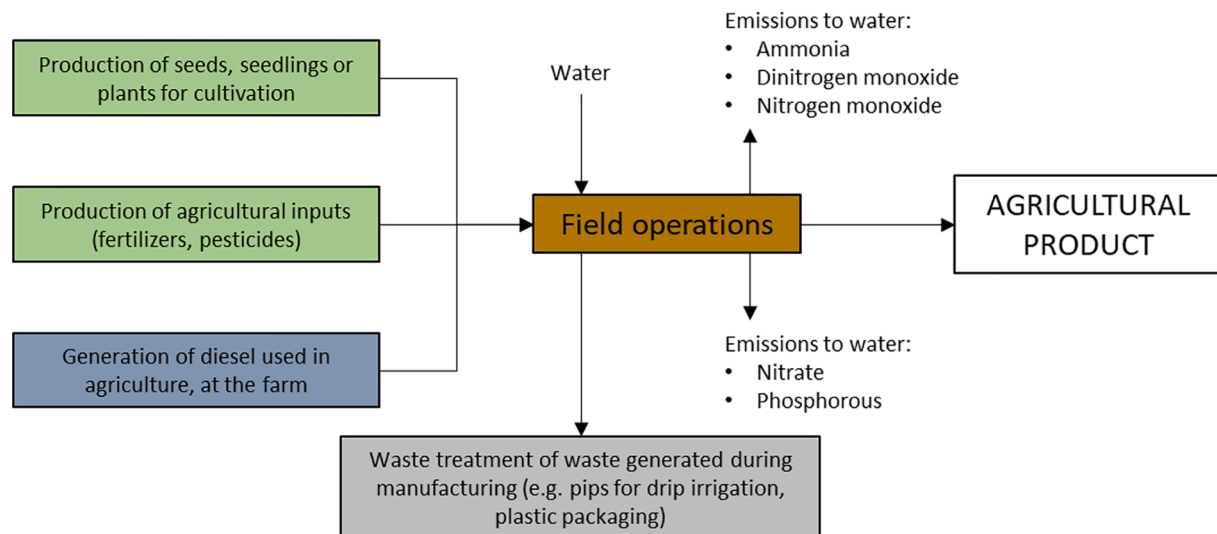 Production of seeds, seedlings or
plants for cultivation
Production of agricultural inputs
(fertilizers, pesticides)
Generation of diesel used in
agriculture, at the farm
Water
Field operations
Emissions to water:
• Ammonia
• Dinitrogen monoxide
• Nitrogen monoxide
AGRICULTURAL
PRODUCT
Emissions to water:
• Nitrate
• Phosphorous
Waste treatment of waste generated during
manufacturing (e.g. pips for drip irrigation,
plastic packaging)